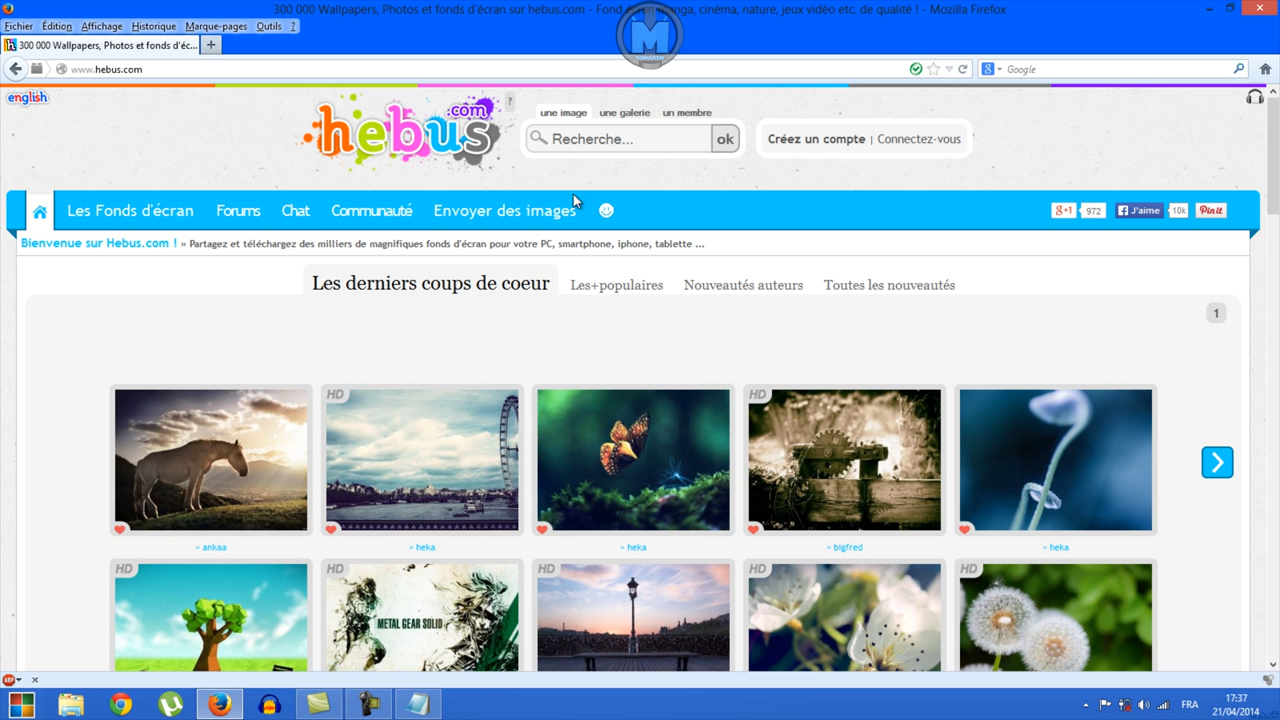 300 000 Wallpapers, Photos et fonds d'écran sur hebus.com - Fond écran manga, cinéma, nature, jeux vidéo etc. de qualité ! - Mozilla Firefox
Fichier Édition Affichage Historique Marque-pages Outils ?
300 000 Wallpapers, Photos et fonds d'éc... +
www.hebus.com
Google
english
hebus .com
?
une image une galerie un membre
Recherche... ok
Créez un compte | Connectez-vous
Les Fonds d'écran Forums Chat Communauté Envoyer des images
g+1 972 J'aime 10k Pin it
Bienvenue sur Hebus.com ! » Partagez et téléchargez des milliers de magnifiques fonds d'écran pour votre PC, smartphone, iphone, tablette ...
Les derniers coups de coeur Les+populaires Nouveautés auteurs Toutes les nouveautés
1
HD HD
ankaa heka heka bigfred heka
HD HD HD HD HD
METAL GEAR SOLID
ABP
FRA
17:37
21/04/2014